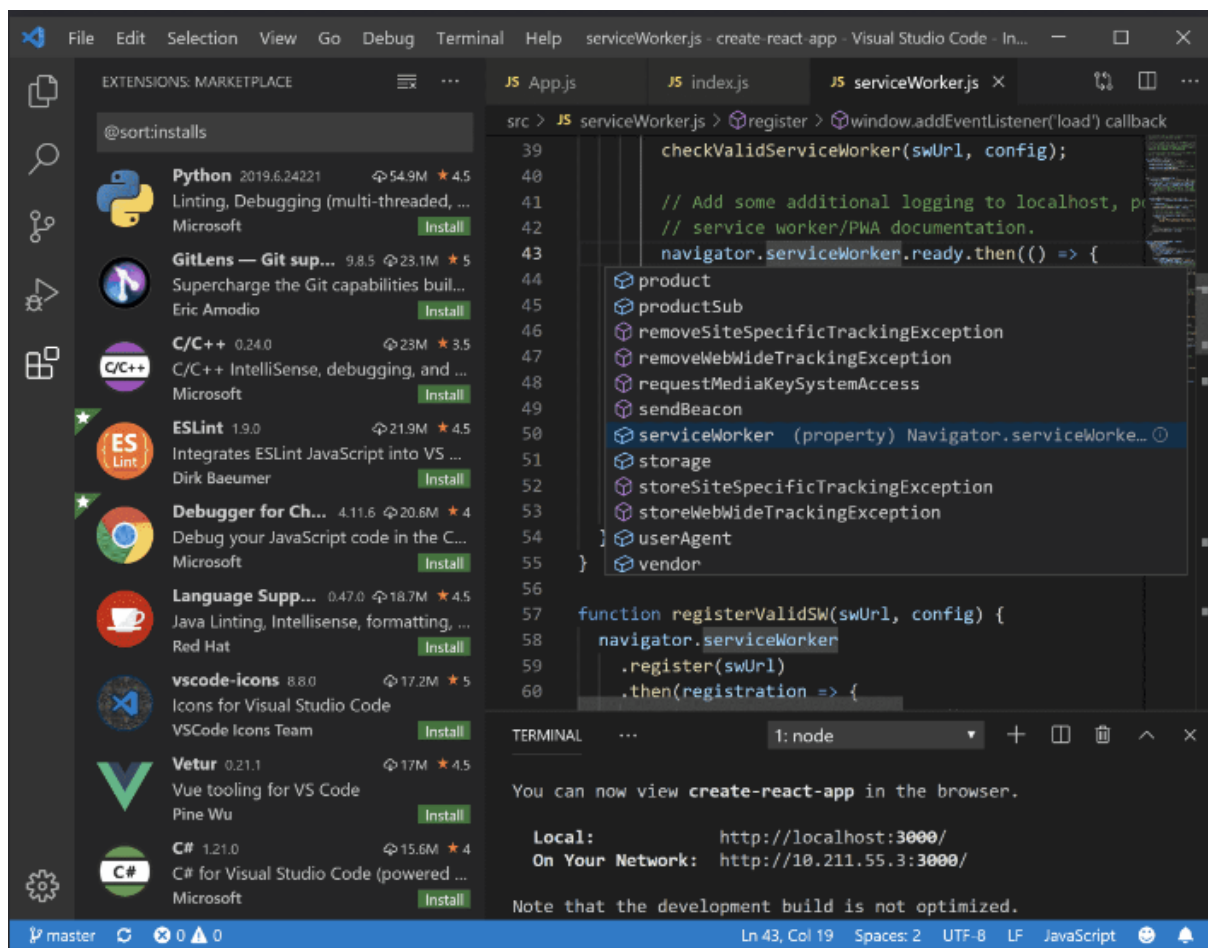 File Edit Selection View Go Debug Terminal Help serviceWorker.js - create-react-app - Visual Studio Code - In...
EXTENSIONS: MARKETPLACE
@sort:installs
Python 2019.6.24221 54.9M ★ 4.5
Linting, Debugging (multi-threaded, ...
Microsoft Install
GitLens — Git sup... 9.8.5 23.1M ★ 5
Supercharge the Git capabilities buil...
Eric Amodio Install
C/C++
C/C++ 0.24.0 23M ★ 3.5
C/C++ IntelliSense, debugging, and ...
Microsoft Install
ES
Lint
ESLint 1.9.0 21.9M ★ 4.5
Integrates ESLint JavaScript into VS ...
Dirk Baeumer Install
Debugger for Ch... 4.11.6 20.6M ★ 4
Debug your JavaScript code in the C...
Microsoft Install
Language Supp... 0.47.0 18.7M ★ 4.5
Java Linting, Intellisense, formatting, ...
Red Hat Install
vscode-icons 8.8.0 17.2M ★ 5
Icons for Visual Studio Code
VSCode Icons Team Install
Vetur 0.21.1 17M ★ 4.5
Vue tooling for VS Code
Pine Wu Install
C#
C# 1.21.0 15.6M ★ 4
C# for Visual Studio Code (powered ...
Microsoft Install
JS App.js JS index.js JS serviceWorker.js
src > JS serviceWorker.js > register > window.addEventListener('load') callback
39 checkValidServiceWorker(swUrl, config);
40
41 // Add some additional logging to localhost, p
42 // service worker/PWA documentation.
43 navigator.serviceWorker.ready.then(() => {
44 product
45 productSub
46 removeSiteSpecificTrackingException
47 removeWebWideTrackingException
48 requestMediaKeySystemAccess
49 sendBeacon
50 serviceWorker (property) Navigator.serviceWorke...
51 storage
52 storeSiteSpecificTrackingException
53 storeWebWideTrackingException
54 } userAgent
55 } vendor
56
57 function registerValidSW(swUrl, config) {
58 navigator.serviceWorker
59 .register(swUrl)
60 .then(registration => {
TERMINAL ... 1: node
You can now view create-react-app in the browser.
Local: http://localhost:3000/
On Your Network: http://10.211.55.3:3000/
Note that the development build is not optimized.
master 0 0 Ln 43, Col 19 Spaces: 2 UTF-8 LF JavaScript